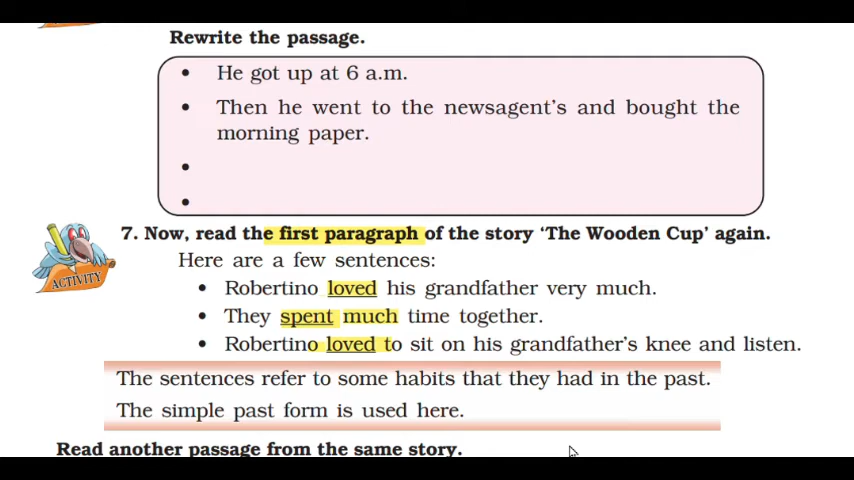 Rewrite the passage.
• He got up at 6 a.m.
• Then he went to the newsagent's and bought the
morning paper.
•
•
ACTIVITY
7. Now, read the first paragraph of the story 'The Wooden Cup' again.
Here are a few sentences:
• Robertino loved his grandfather very much.
• They spent much time together.
• Robertino loved to sit on his grandfather's knee and listen.
The sentences refer to some habits that they had in the past.
The simple past form is used here.
Read another passage from the same story.